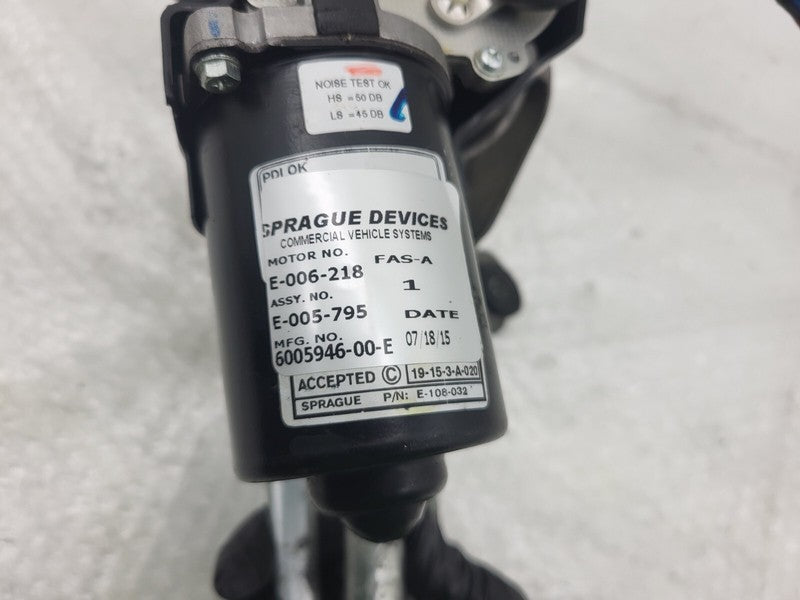 NOISE TEST OK
HS =50 DB
LS =45 DB
PDI OK
SPRAGUE DEVICES
COMMERCIAL VEHICLE SYSTEMS
MOTOR NO. FAS-A
E-006-218 1
ASSY. NO.
E-005-795 DATE
MFG. NO. 07/18/15
6005946-00-E
ACCEPTED © 19-15-3-A-020
SPRAGUE P/N: E-108-032